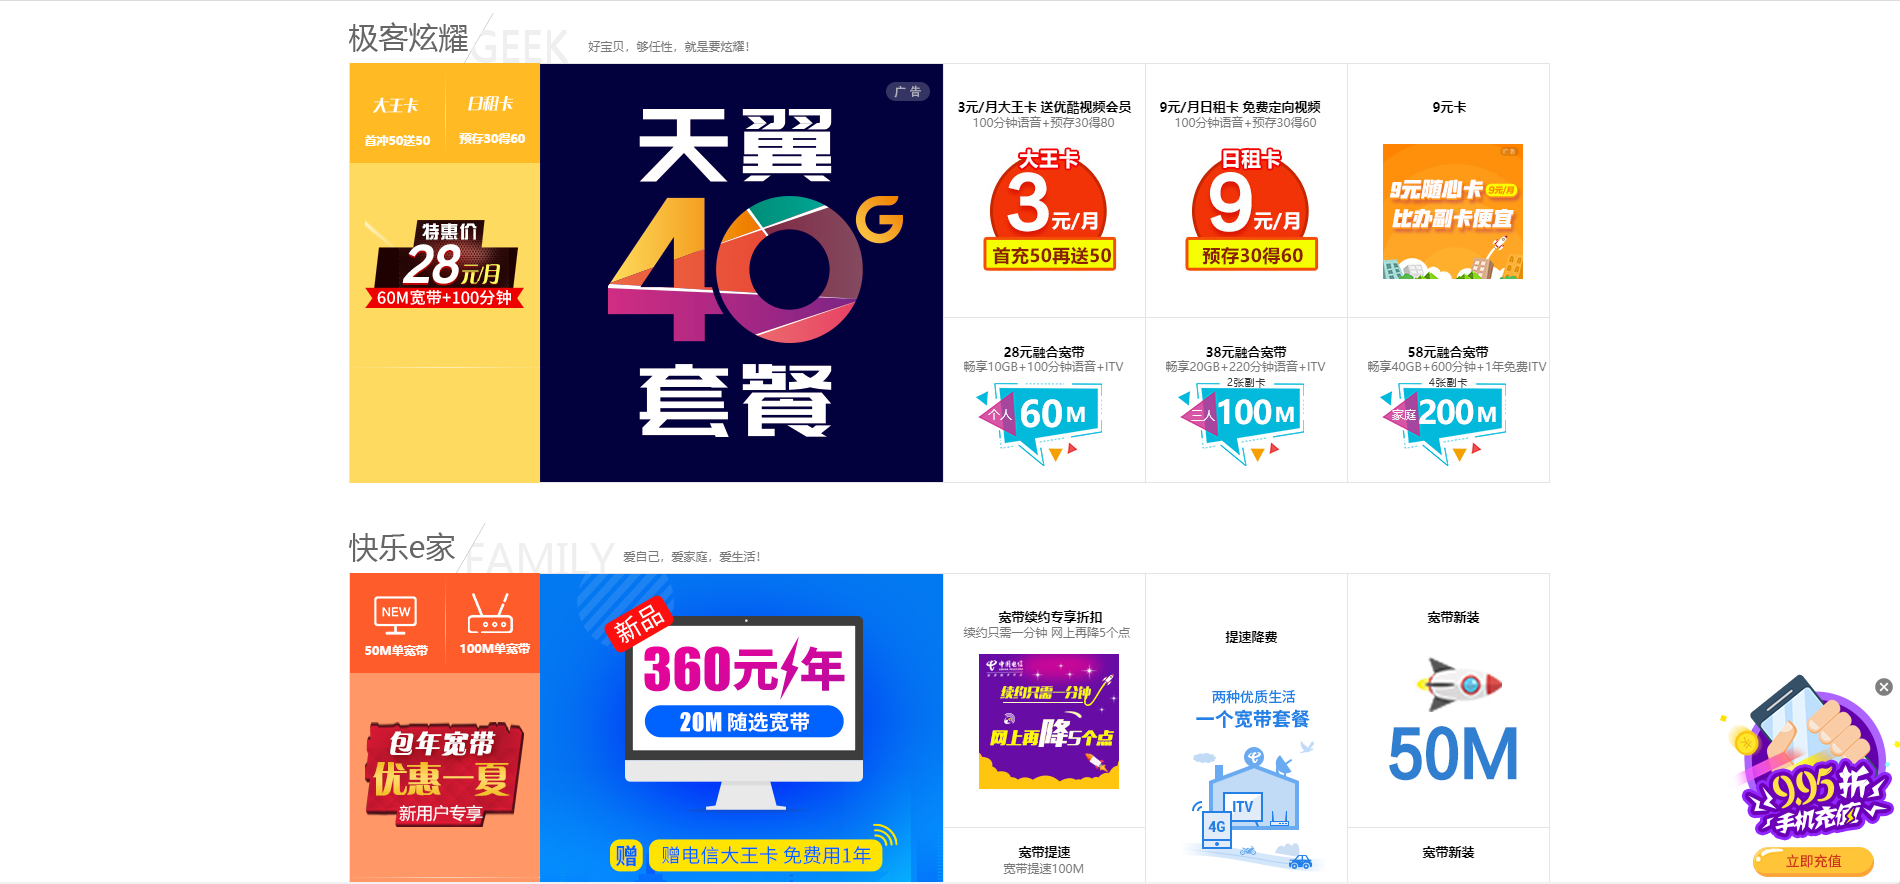 极客炫耀
GEEK
好宝贝，够任性，就是要炫耀！
大王卡
首冲50送50
日租卡
预存30得60
特惠价
28元/月
60M宽带+100分钟
广告
天翼
4OG
套餐
3元/月大王卡 送优酷视频会员
100分钟语音+预存30得80
大王卡
3元/月
首充50再送50
9元/月日租卡 免费定向视频
100分钟语音+预存30得60
日租卡
9元/月
预存30得60
9元卡
广告
9元随心卡 9元/月
比办副卡便宜
28元融合宽带
畅享10GB+100分钟语音+ITV
个人 60M
38元融合宽带
畅享20GB+220分钟语音+ITV
2张副卡
三人 100M
58元融合宽带
畅享40GB+600分钟+1年免费ITV
4张副卡
家庭 200M
快乐e家
FAMILY
爱自己，爱家庭，爱生活！
NEW
50M单宽带
100M单宽带
包年宽带
优惠一夏
新用户专享
新品
360元/年
20M 随选宽带
赠 赠电信大王卡 免费用1年
宽带续约专享折扣
续约只需一分钟 网上再降5个点
中国电信
续约只需一分钟
网上再降5个点
宽带提速
宽带提速100M
提速降费
两种优质生活
一个宽带套餐
ITV
4G
宽带新装
50M
宽带新装
9.95折
手机充值
立即充值